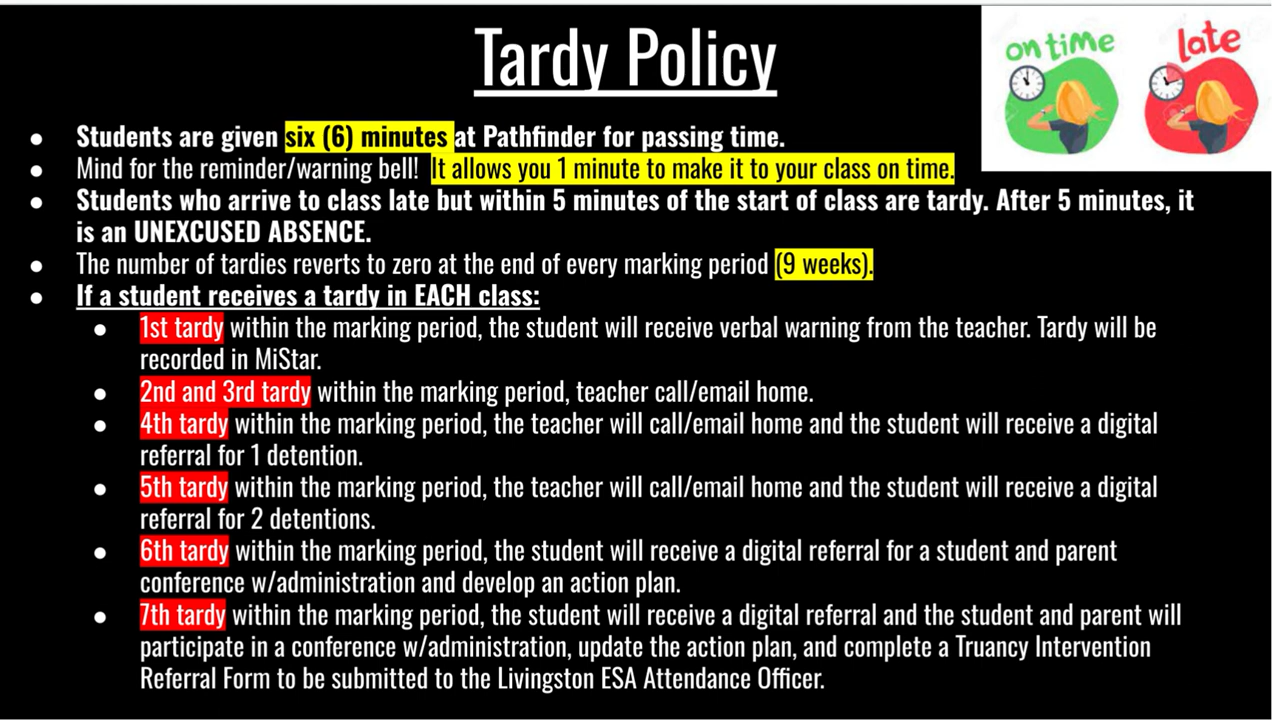 Tardy Policy
on time
late
● Students are given six (6) minutes at Pathfinder for passing time.
● Mind for the reminder/warning bell! It allows you 1 minute to make it to your class on time.
● Students who arrive to class late but within 5 minutes of the start of class are tardy. After 5 minutes, it
is an UNEXCUSED ABSENCE.
● The number of tardies reverts to zero at the end of every marking period (9 weeks).
● If a student receives a tardy in EACH class:
● 1st tardy within the marking period, the student will receive verbal warning from the teacher. Tardy will be
recorded in MiStar.
● 2nd and 3rd tardy within the marking period, teacher call/email home.
● 4th tardy within the marking period, the teacher will call/email home and the student will receive a digital
referral for 1 detention.
● 5th tardy within the marking period, the teacher will call/email home and the student will receive a digital
referral for 2 detentions.
● 6th tardy within the marking period, the student will receive a digital referral for a student and parent
conference w/administration and develop an action plan.
● 7th tardy within the marking period, the student will receive a digital referral and the student and parent will
participate in a conference w/administration, update the action plan, and complete a Truancy Intervention
Referral Form to be submitted to the Livingston ESA Attendance Officer.